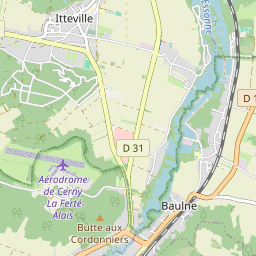 Itteville
Essonne
D 31
D 1
Aérodrome
de Cerny
La Ferté-
Alais
Baulne
Butte aux
Cordonniers